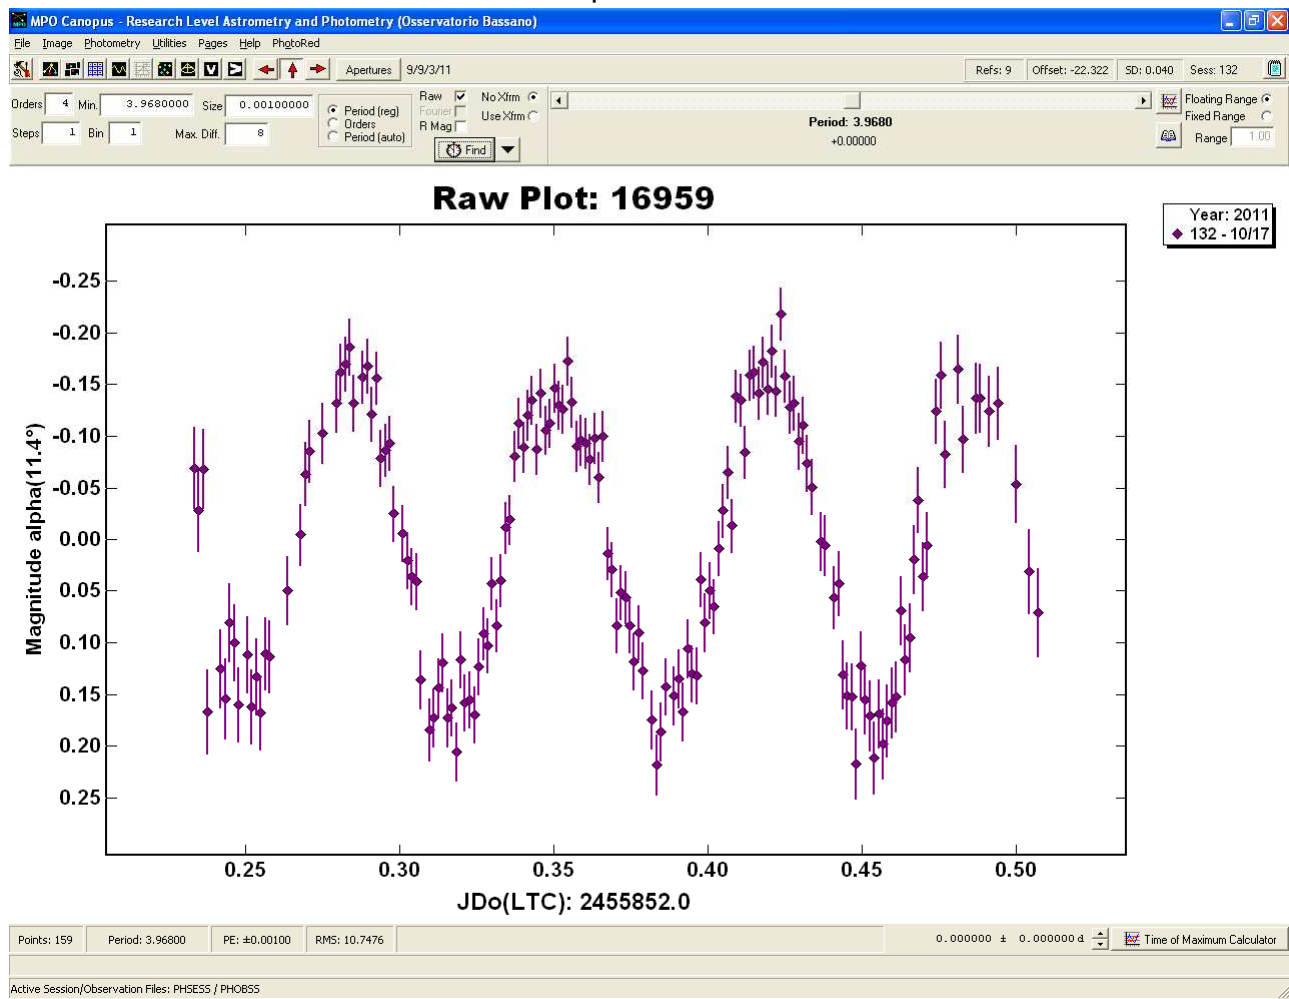 MPO Canopus - Research Level Astrometry and Photometry (Osservatorio Bassano)
File Image Photometry Utilities Pages Help PhotoRed
Apertures 9/9/3/11 Refs: 9 Offset: -22.322 SD: 0.040 Sess: 132
Orders 4 Min. 3.9680000 Size 0.00100000
Steps 1 Bin 1 Max. Diff. 8
Period (reg)
Orders
Period (auto)
Raw No Xfrm
Fourier Use Xfrm
R Mag
Find
Period: 3.9680
+0.00000
Floating Range
Fixed Range
Range 1.00
Raw Plot: 16959
Year: 2011
132 - 10/17
Magnitude alpha(11.4°)
-0.25
-0.20
-0.15
-0.10
-0.05
0.00
0.05
0.10
0.15
0.20
0.25
0.25 0.30 0.35 0.40 0.45 0.50
JDo(LTC): 2455852.0
Points: 159 Period: 3.96800 PE: ±0.00100 RMS: 10.7476 0.000000 ± 0.000000 d Time of Maximum Calculator
Active Session/Observation Files: PHSESS / PHOBSS